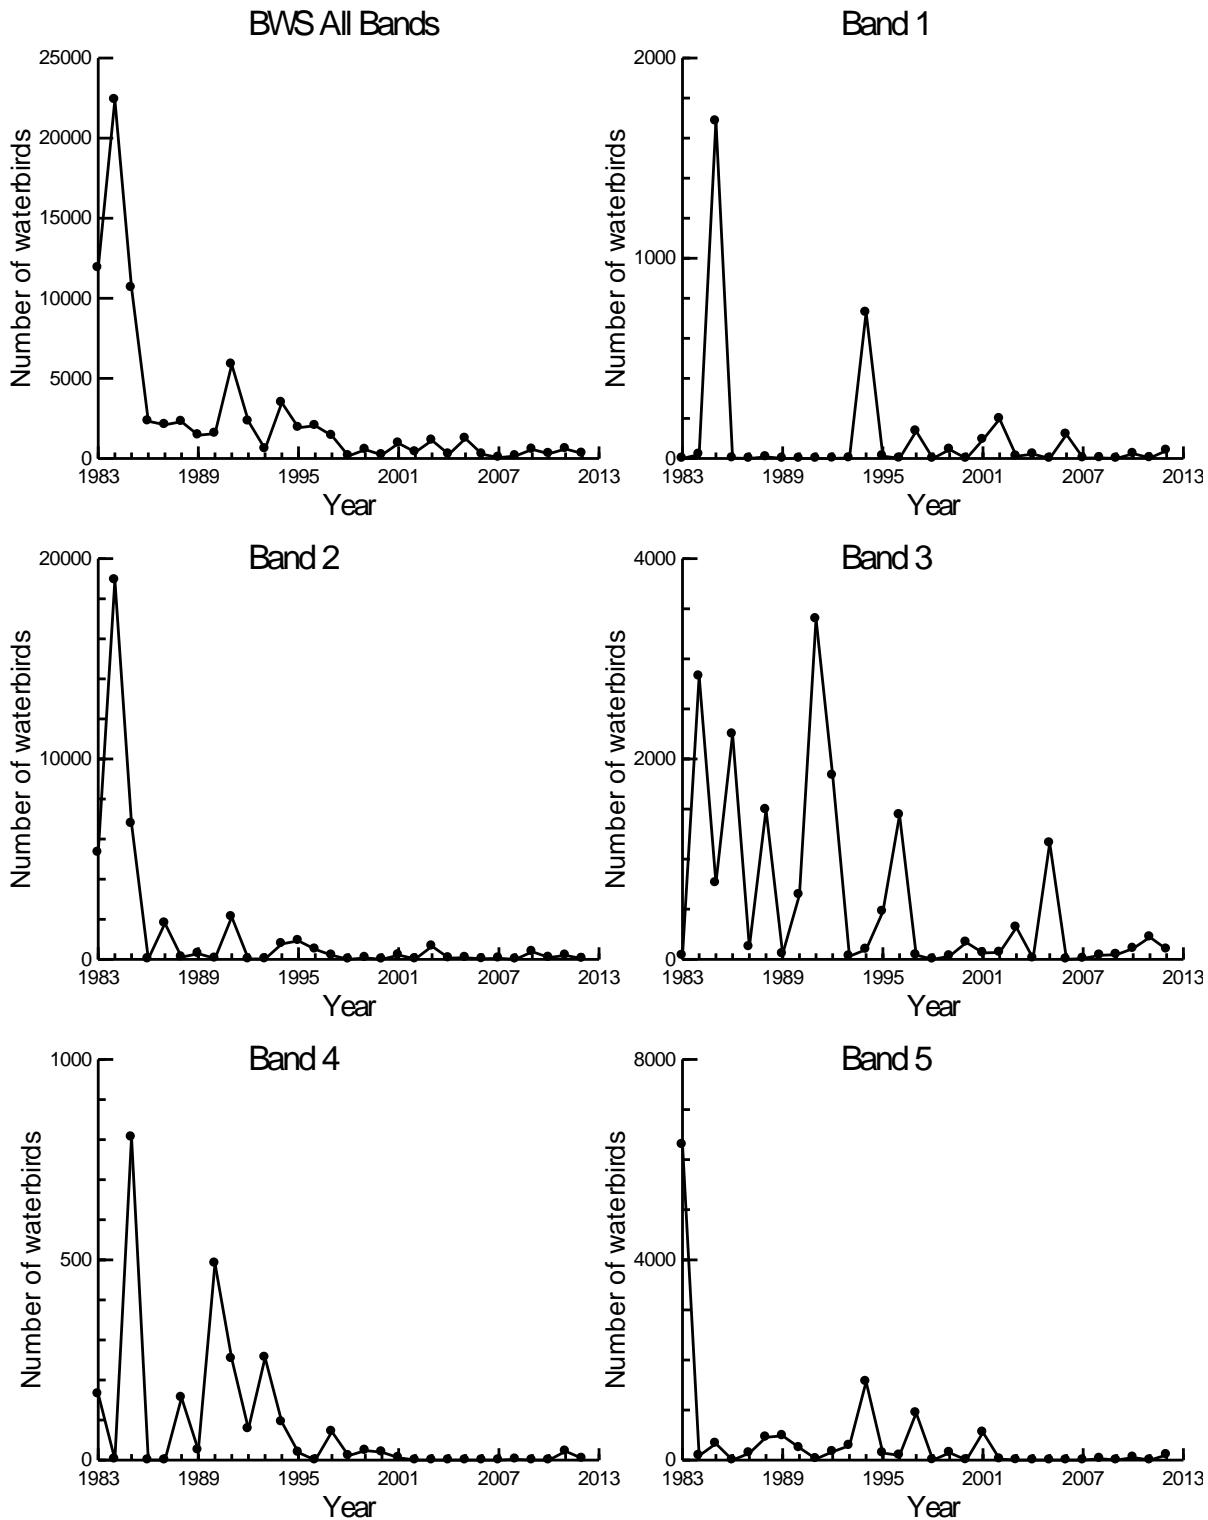 BWS All Bands
25000
20000
15000
10000
5000
0
Number of waterbirds
1983 1989 1995 2001 2007 2013
Year
Band 1
2000
1000
0
Number of waterbirds
1983 1989 1995 2001 2007 2013
Year
Band 2
20000
10000
0
Number of waterbirds
1983 1989 1995 2001 2007 2013
Year
Band 3
4000
2000
0
Number of waterbirds
1983 1989 1995 2001 2007 2013
Year
Band 4
1000
500
0
Number of waterbirds
1983 1989 1995 2001 2007 2013
Year
Band 5
8000
4000
0
Number of waterbirds
1983 1989 1995 2001 2007 2013
Year